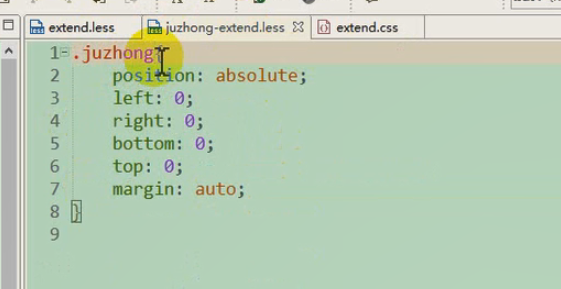 extend.less
juzhong-extend.less
extend.css
1 .juzhong{
2 position: absolute;
3 left: 0;
4 right: 0;
5 bottom: 0;
6 top: 0;
7 margin: auto;
8 }
9